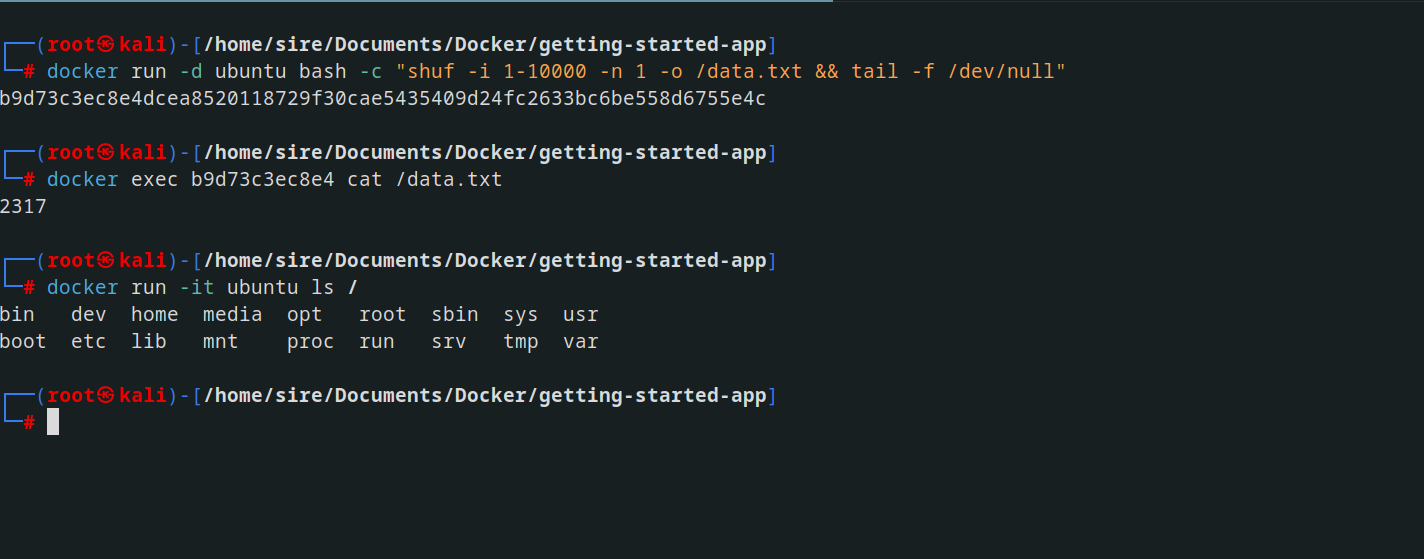 ┌──(root㉿kali)-[/home/sire/Documents/Docker/getting-started-app]
└─# docker run -d ubuntu bash -c "shuf -i 1-10000 -n 1 -o /data.txt && tail -f /dev/null"
b9d73c3ec8e4dcea8520118729f30cae5435409d24fc2633bc6be558d6755e4c
┌──(root㉿kali)-[/home/sire/Documents/Docker/getting-started-app]
└─# docker exec b9d73c3ec8e4 cat /data.txt
2317
┌──(root㉿kali)-[/home/sire/Documents/Docker/getting-started-app]
└─# docker run -it ubuntu ls /
bin   dev  home  media  opt   root  sbin  sys  usr
boot  etc  lib   mnt    proc  run   srv   tmp  var
┌──(root㉿kali)-[/home/sire/Documents/Docker/getting-started-app]
└─#